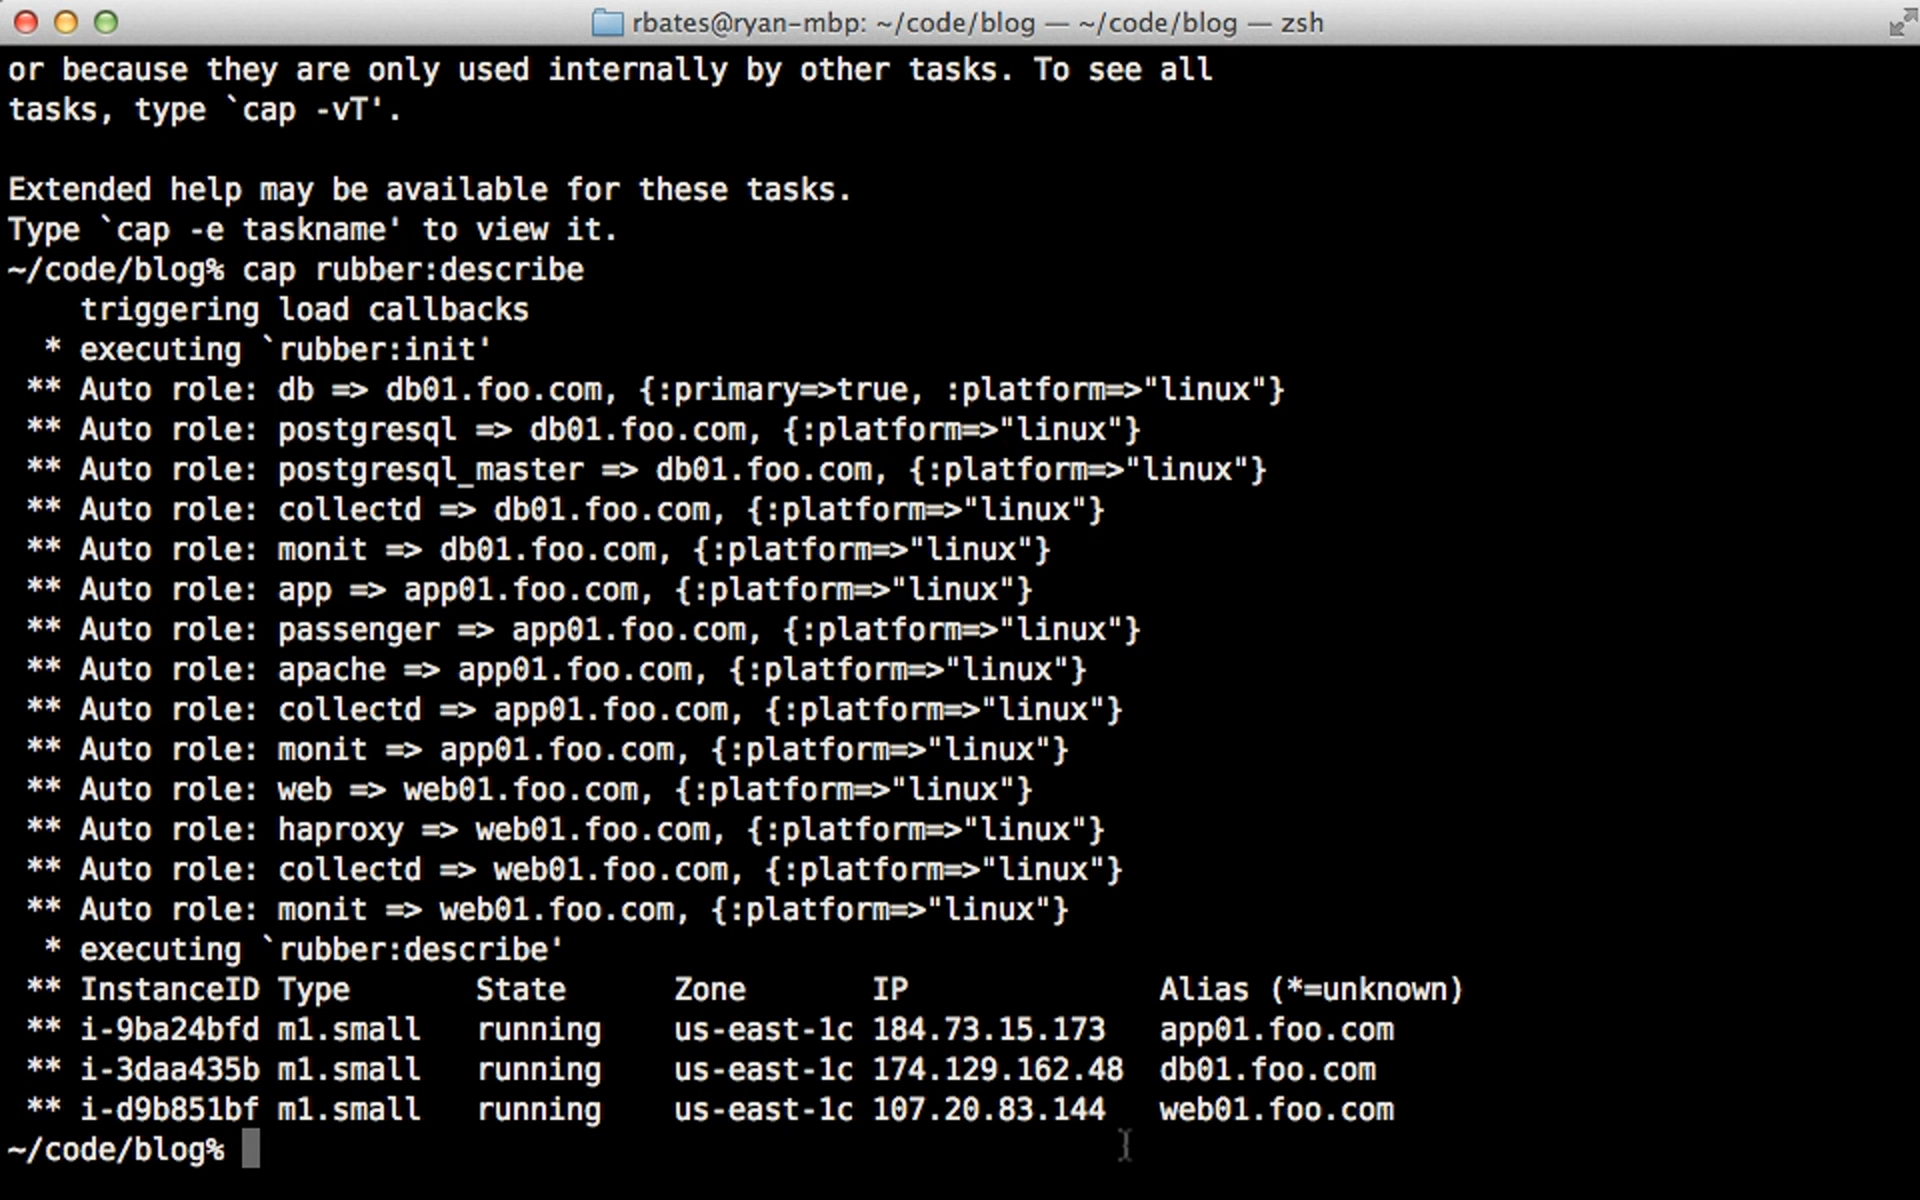 rbates@ryan-mbp: ~/code/blog — ~/code/blog — zsh
or because they are only used internally by other tasks. To see all
tasks, type `cap -vT'.
Extended help may be available for these tasks.
Type `cap -e taskname' to view it.
~/code/blog% cap rubber:describe
    triggering load callbacks
  * executing `rubber:init'
 ** Auto role: db => db01.foo.com, {:primary=>true, :platform=>"linux"}
 ** Auto role: postgresql => db01.foo.com, {:platform=>"linux"}
 ** Auto role: postgresql_master => db01.foo.com, {:platform=>"linux"}
 ** Auto role: collectd => db01.foo.com, {:platform=>"linux"}
 ** Auto role: monit => db01.foo.com, {:platform=>"linux"}
 ** Auto role: app => app01.foo.com, {:platform=>"linux"}
 ** Auto role: passenger => app01.foo.com, {:platform=>"linux"}
 ** Auto role: apache => app01.foo.com, {:platform=>"linux"}
 ** Auto role: collectd => app01.foo.com, {:platform=>"linux"}
 ** Auto role: monit => app01.foo.com, {:platform=>"linux"}
 ** Auto role: web => web01.foo.com, {:platform=>"linux"}
 ** Auto role: haproxy => web01.foo.com, {:platform=>"linux"}
 ** Auto role: collectd => web01.foo.com, {:platform=>"linux"}
 ** Auto role: monit => web01.foo.com, {:platform=>"linux"}
  * executing `rubber:describe'
 ** InstanceID Type       State      Zone       IP              Alias (*=unknown)
 ** i-9ba24bfd m1.small   running    us-east-1c 184.73.15.173   app01.foo.com
 ** i-3daa435b m1.small   running    us-east-1c 174.129.162.48  db01.foo.com
 ** i-d9b851bf m1.small   running    us-east-1c 107.20.83.144   web01.foo.com
~/code/blog%